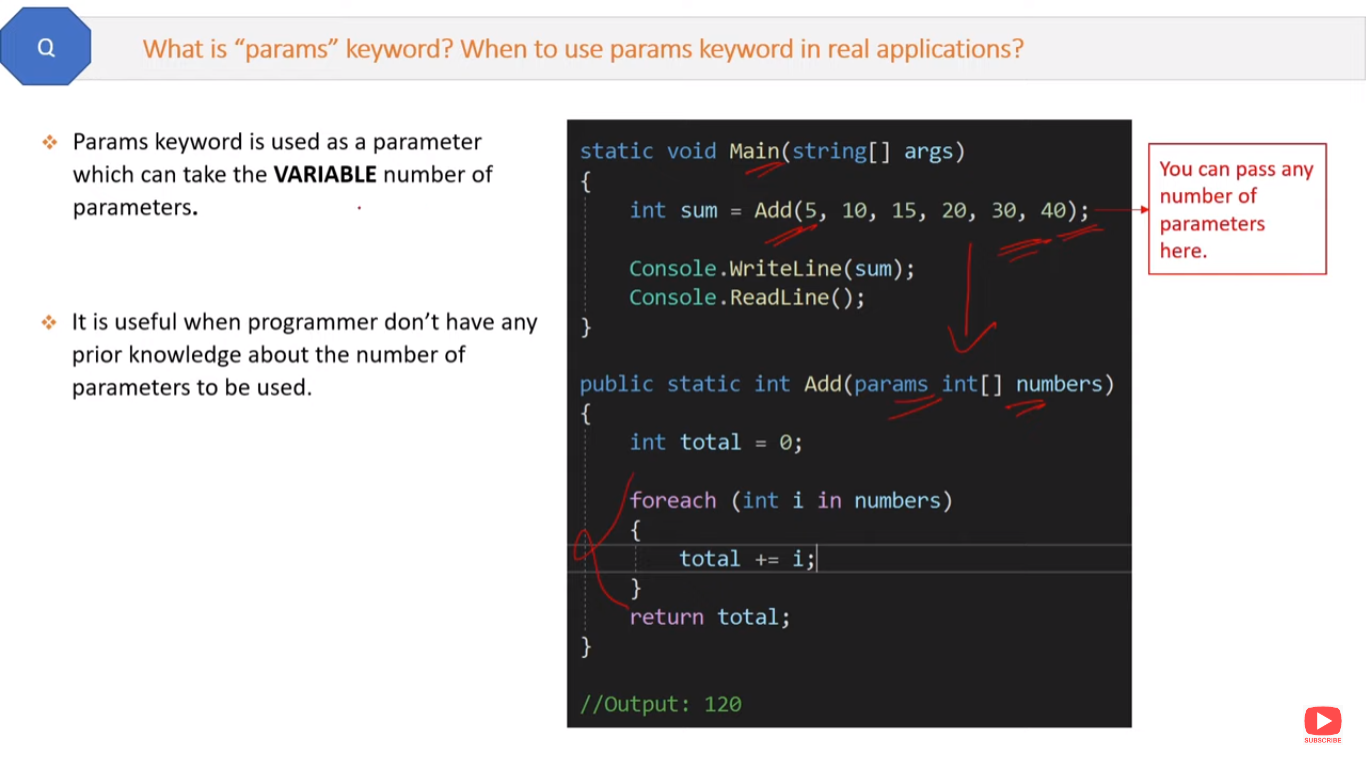 Q
What is “params” keyword? When to use params keyword in real applications?
Params keyword is used as a parameter
which can take the VARIABLE number of
parameters.
It is useful when programmer don’t have any
prior knowledge about the number of
parameters to be used.
static void Main(string[] args)
{
int sum = Add(5, 10, 15, 20, 30, 40);
Console.WriteLine(sum);
Console.ReadLine();
}
public static int Add(params int[] numbers)
{
int total = 0;
foreach (int i in numbers)
{
total += i;
}
return total;
}
//Output: 120
You can pass any
number of
parameters
here.
SUBSCRIBE